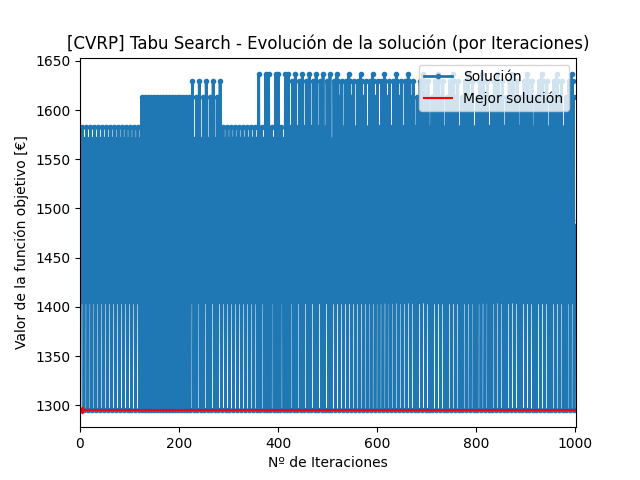 [CVRP] Tabu Search - Evolución de la solución (por Iteraciones)
Valor de la función objetivo [€]
1650
1600
1550
1500
1450
1400
1350
1300
Solución
Mejor solución
0 200 400 600 800 1000
Nº de Iteraciones